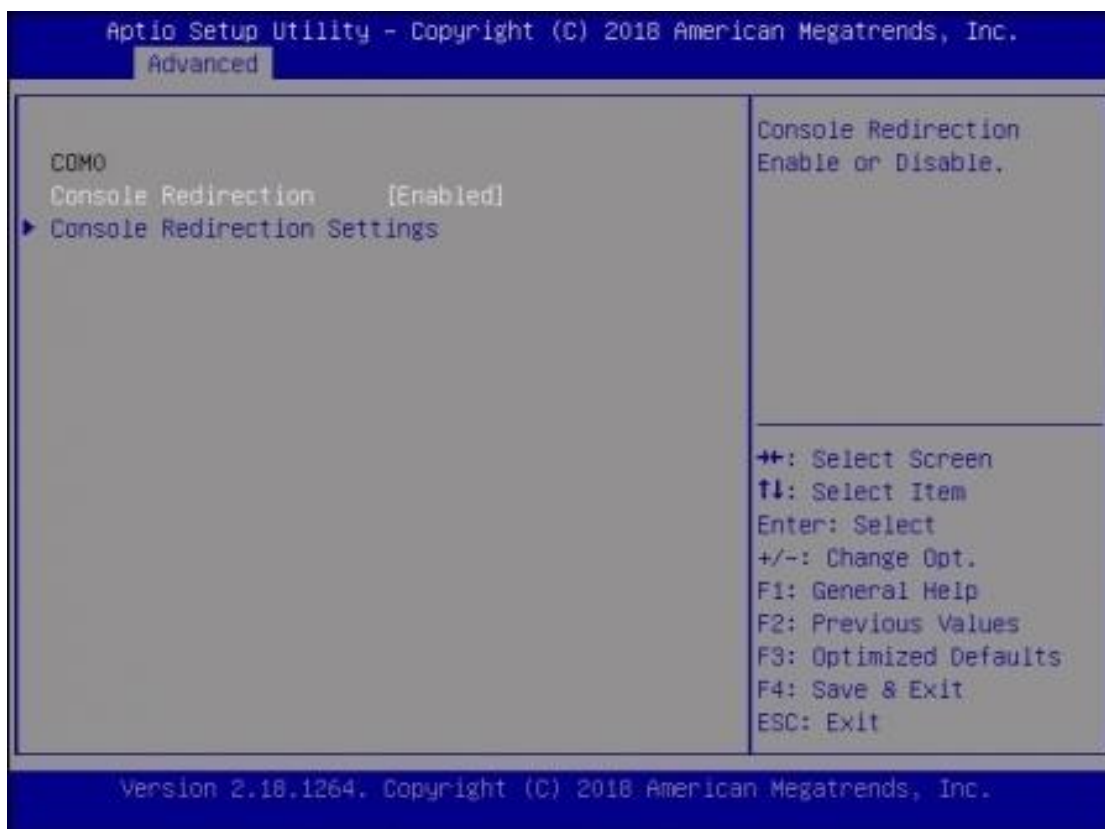 Aptio Setup Utility – Copyright (C) 2018 American Megatrends, Inc.
Advanced
COM0
Console Redirection [Enabled]
Console Redirection Settings
Console Redirection
Enable or Disable.
→←: Select Screen
↑↓: Select Item
Enter: Select
+/-: Change Opt.
F1: General Help
F2: Previous Values
F3: Optimized Defaults
F4: Save & Exit
ESC: Exit
Version 2.18.1264. Copyright (C) 2018 American Megatrends, Inc.